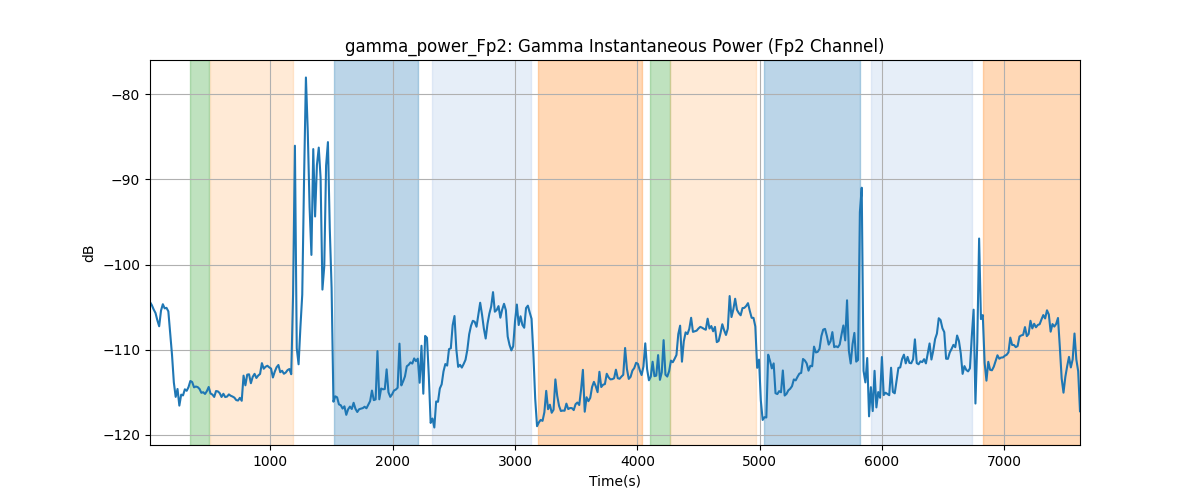 gamma_power_Fp2: Gamma Instantaneous Power (Fp2 Channel)
−80
−90
−100
−110
−120
dB
1000 2000 3000 4000 5000 6000 7000
Time(s)